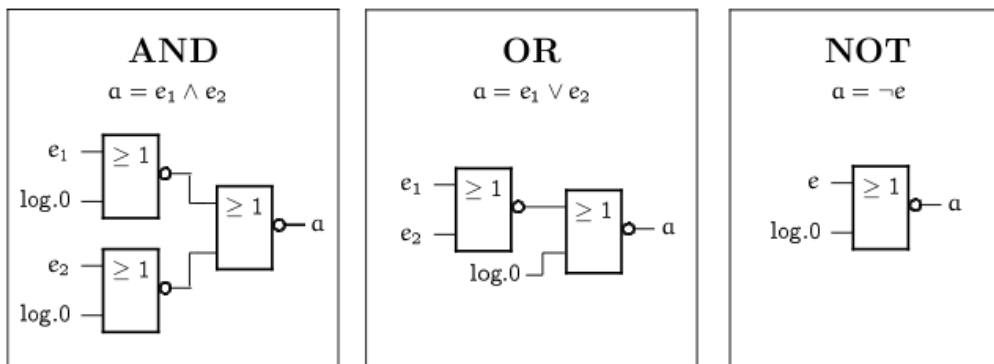 AND
a = e₁ ∧ e₂
e₁
≥ 1
log.0
≥ 1
a
e₂
≥ 1
log.0
OR
a = e₁ ∨ e₂
e₁
≥ 1
e₂
≥ 1
a
log.0
NOT
a = ¬e
e
≥ 1
a
log.0